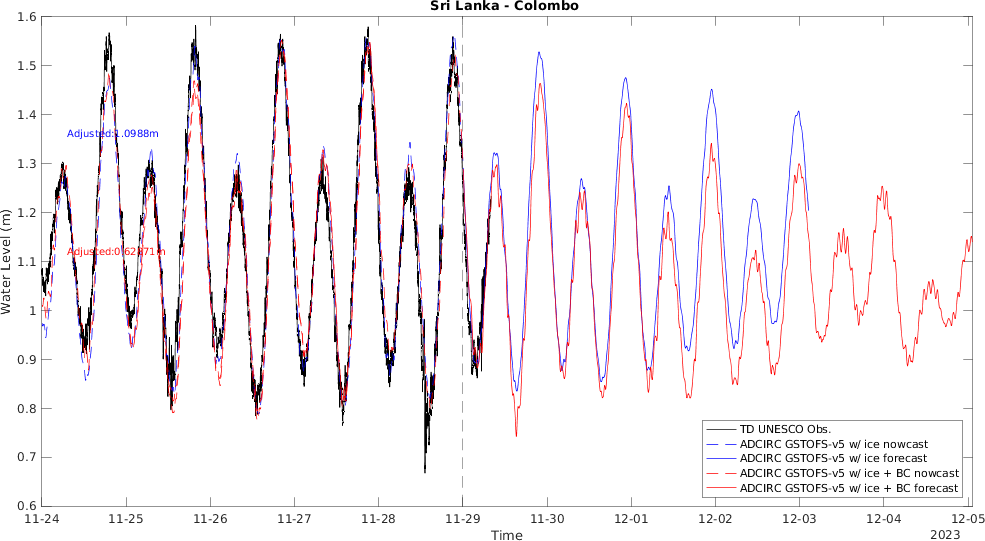 Sri Lanka - Colombo
Water Level (m)
1.6
1.5
1.4
1.3
1.2
1.1
1
0.9
0.8
0.7
0.6
Adjusted:1.0988m
TD UNESCO Obs.
ADCIRC GSTOFS-v5 w/ ice nowcast
ADCIRC GSTOFS-v5 w/ ice forecast
ADCIRC GSTOFS-v5 w/ ice + BC nowcast
ADCIRC GSTOFS-v5 w/ ice + BC forecast
11-24 11-25 11-26 11-27 11-28 11-29 11-30 12-01 12-02 12-03 12-04 12-05
Time
2023